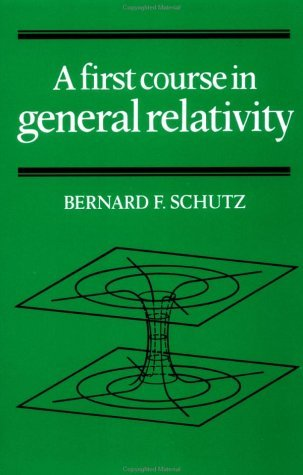 A first course in
general relativity
BERNARD F. SCHUTZ